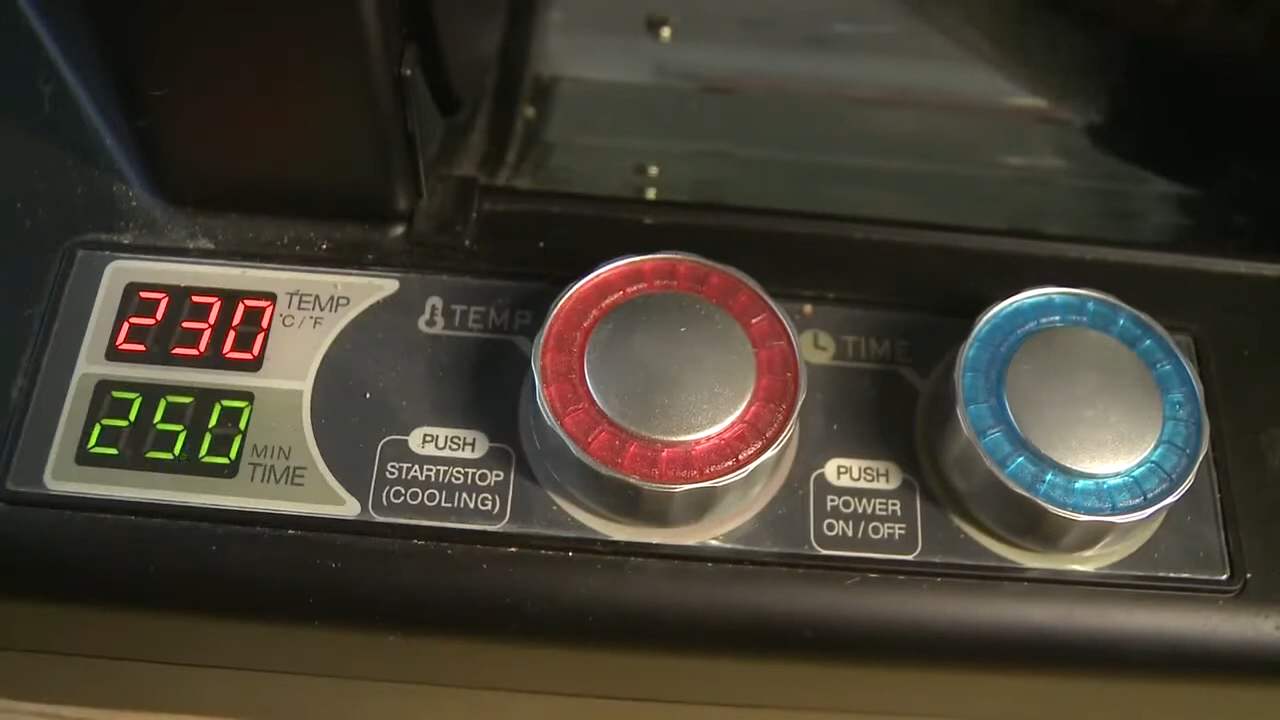 230
TEMP
°C/°F
250
MIN
TIME
TEMP
PUSH
START/STOP
(COOLING)
TIME
PUSH
POWER
ON/OFF